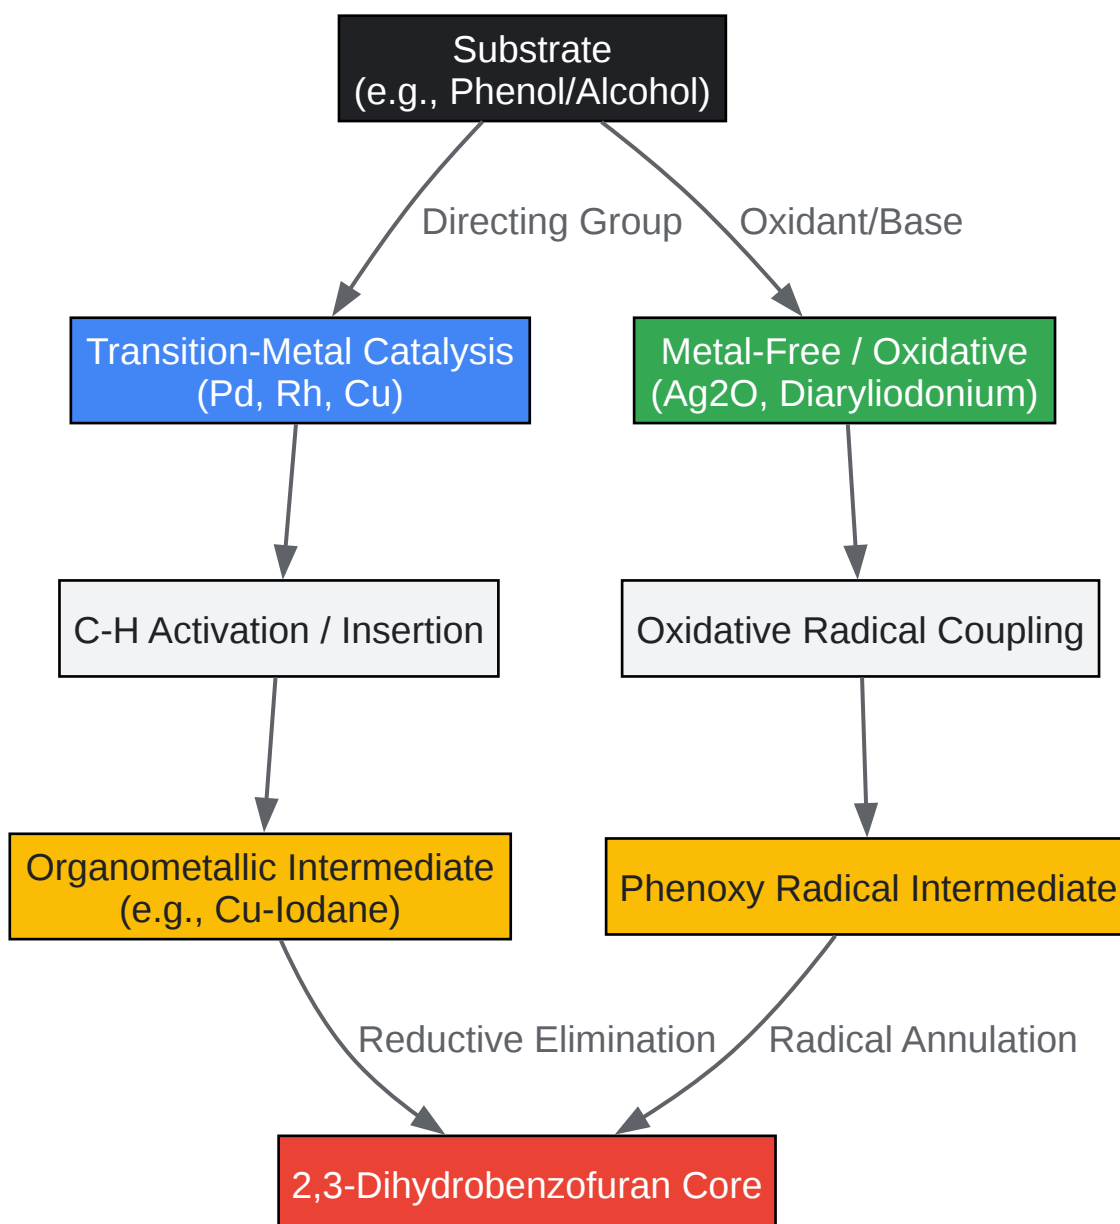 Substrate
(e.g., Phenol/Alcohol)
Directing Group
Oxidant/Base
Transition-Metal Catalysis
(Pd, Rh, Cu)
Metal-Free / Oxidative
(Ag2O, Diaryliodonium)
C-H Activation / Insertion
Oxidative Radical Coupling
Organometallic Intermediate
(e.g., Cu-Iodane)
Phenoxy Radical Intermediate
Reductive Elimination
Radical Annulation
2,3-Dihydrobenzofuran Core